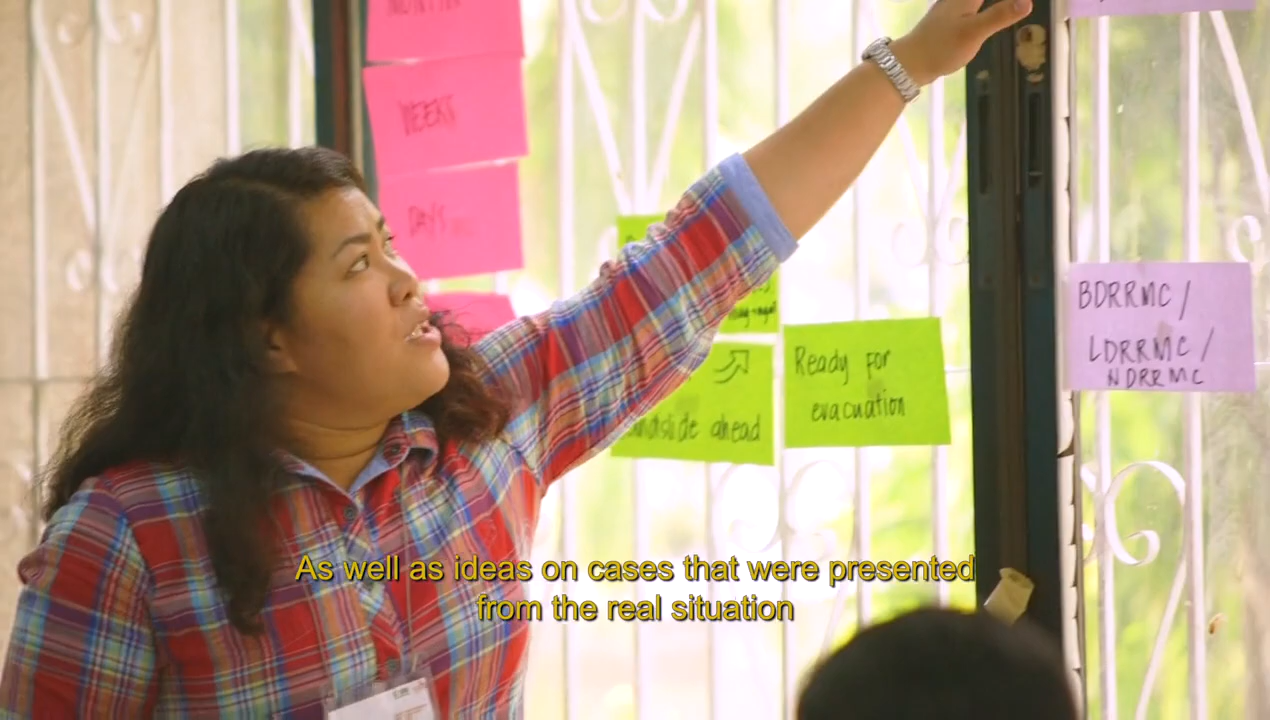 MONTHS
WEEKS
DAYS
ahead
Ready for
evacuation
BDRRMC /
LDRRMC /
NDRRMC
As well as ideas on cases that were presented
from the real situation